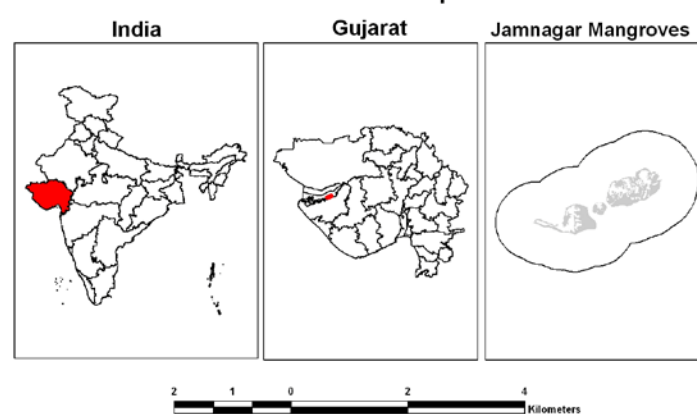 India
Gujarat
Jamnagar Mangroves
2 1 0 2 4
Kilometers